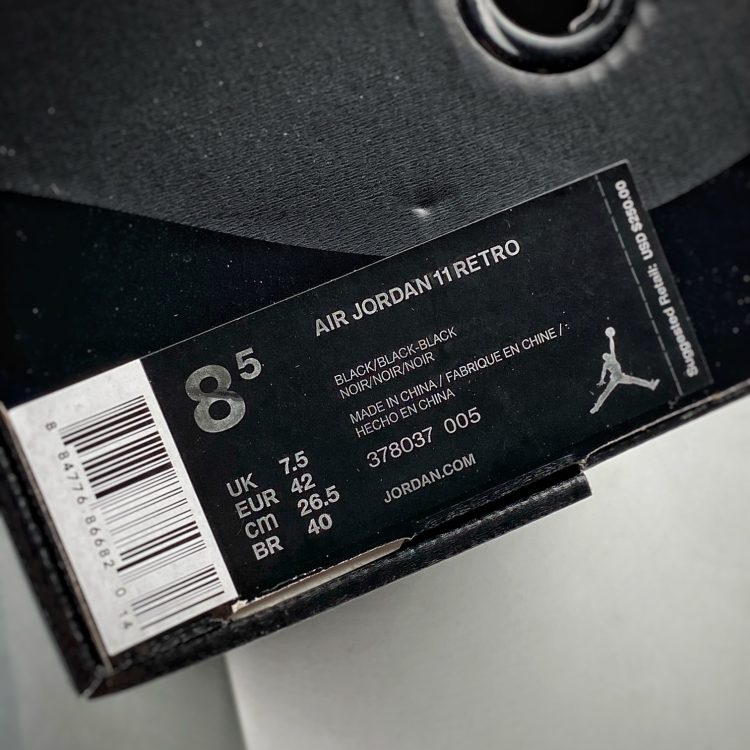 AIR JORDAN 11 RETRO
8 5
BLACK/BLACK-BLACK
NOIR/NOIR/NOIR
MADE IN CHINA / FABRIQUE EN CHINE /
HECHO EN CHINA
378037 005
JORDAN.COM
UK 7.5
EUR 42
cm 26.5
BR 40
8 84776 86682 0 14
Suggested Retail: USD $250.00